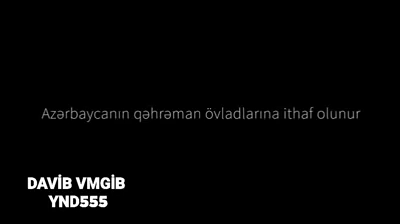 Azərbaycanın qəhrəman övladlarına ithaf olunur
DAVİB VMGİB
YND555